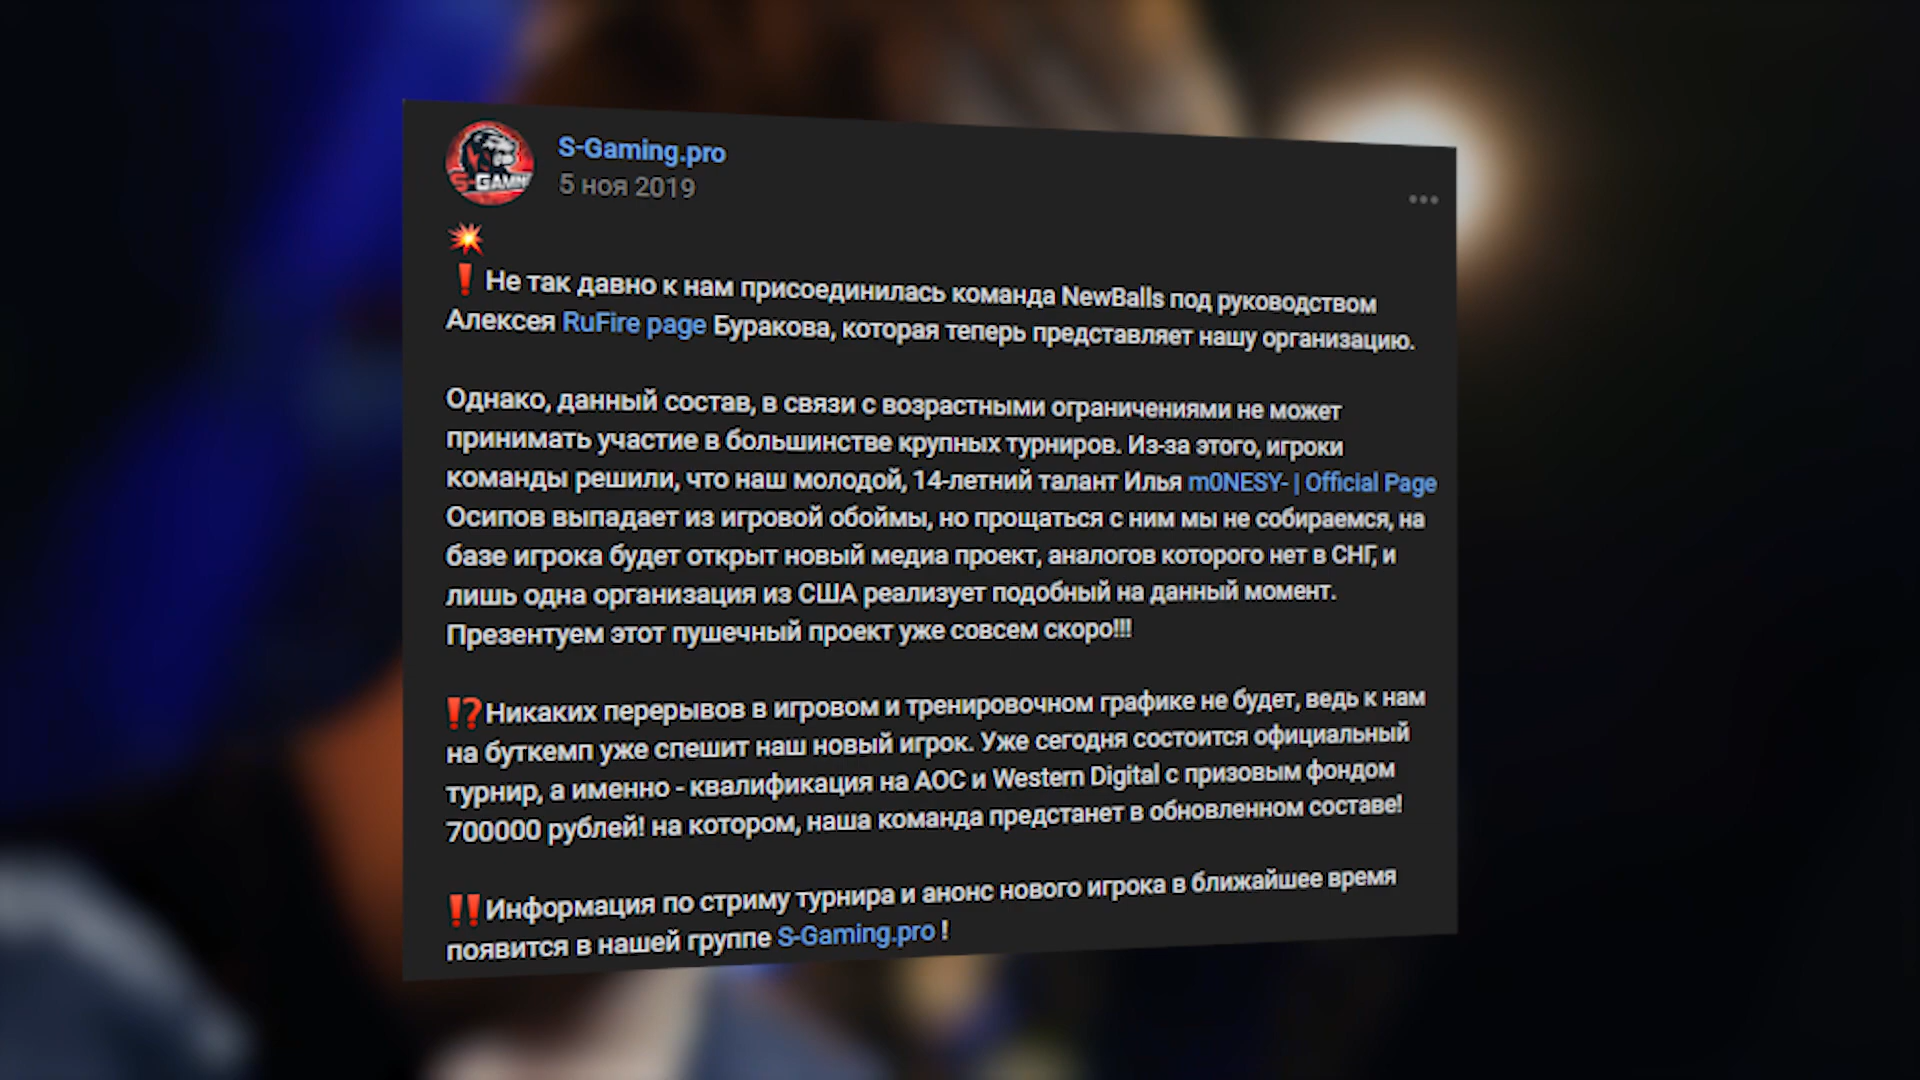 S-GAMING
S-Gaming.pro
5 ноя 2019
💥
❗ Не так давно к нам присоединилась команда NewBalls под руководством
Алексея RuFire page Буракова, которая теперь представляет нашу организацию.
Однако, данный состав, в связи с возрастными ограничениями не может
принимать участие в большинстве крупных турниров. Из-за этого, игроки
команды решили, что наш молодой, 14-летний талант Илья m0NESY- | Official Page
Осипов выпадает из игровой обоймы, но прощаться с ним мы не собираемся, на
базе игрока будет открыт новый медиа проект, аналогов которого нет в СНГ, и
лишь одна организация из США реализует подобный на данный момент.
Презентуем этот пушечный проект уже совсем скоро!!!
⁉Никаких перерывов в игровом и тренировочном графике не будет, ведь к нам
на буткемп уже спешит наш новый игрок. Уже сегодня состоится официальный
турнир, а именно - квалификация на AOC и Western Digital с призовым фондом
700000 рублей! на котором, наша команда предстанет в обновленном составе!
‼Информация по стриму турнира и анонс нового игрока в ближайшее время
появится в нашей группе S-Gaming.pro !